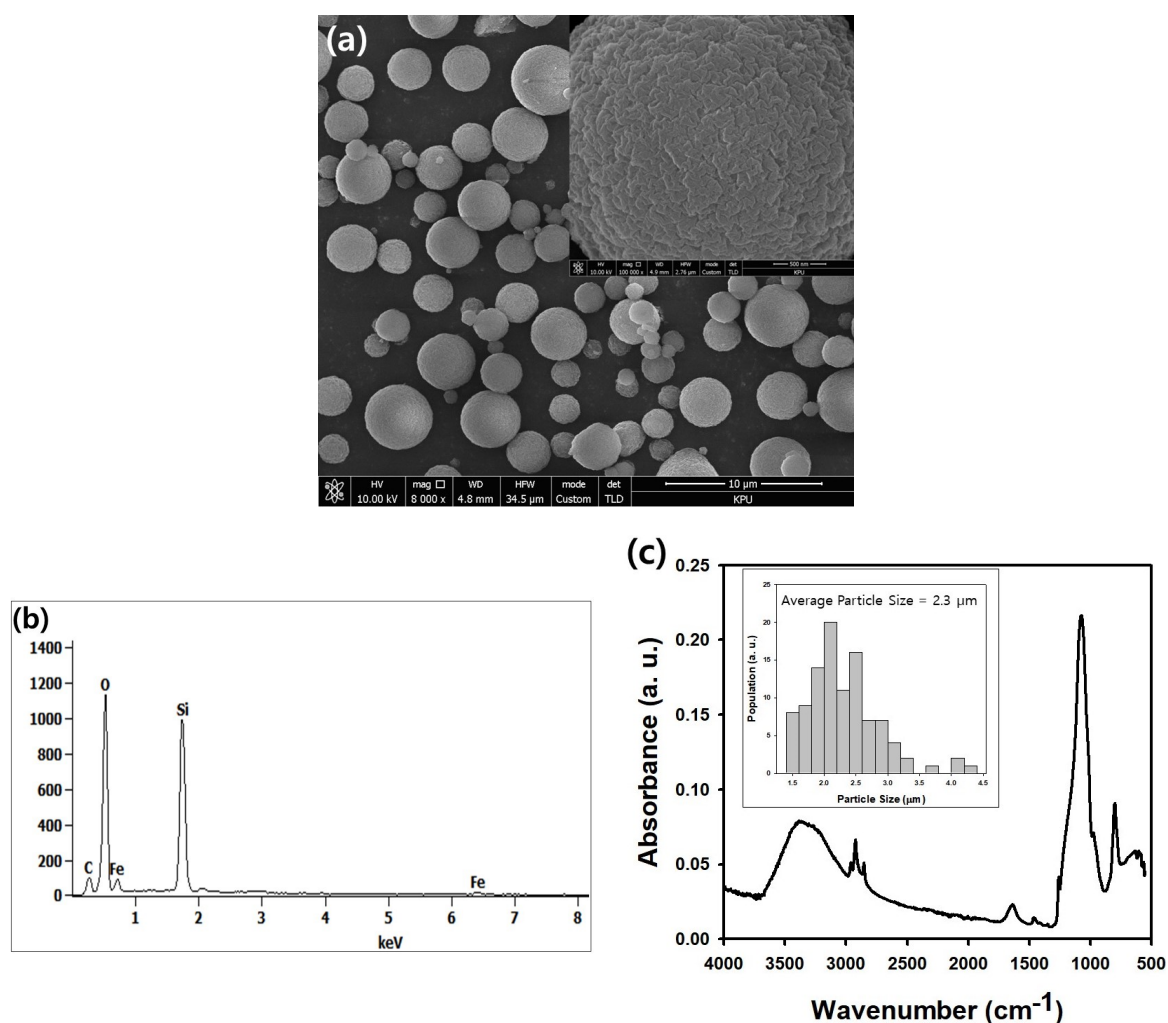 (a)
HV mag □ WD HFW mode det 500 nm
10.00 kV 100 000 x 4.9 mm 2.76 µm Custom TLD KPU
HV mag □ WD HFW mode det 10 µm
10.00 kV 8 000 x 4.8 mm 34.5 µm Custom TLD KPU
(b)
1400
1200
1000
800
600
400
200
0
C
O
Fe
Si
Fe
1 2 3 4 5 6 7 8
keV
(c)
Absorbance (a. u.)
0.25
0.20
0.15
0.10
0.05
0.00
4000 3500 3000 2500 2000 1500 1000 500
Wavenumber (cm-1)
Average Particle Size = 2.3 µm
Population (a. u.)
25
20
15
10
5
0
1.5 2.0 2.5 3.0 3.5 4.0 4.5
Particle Size (µm)